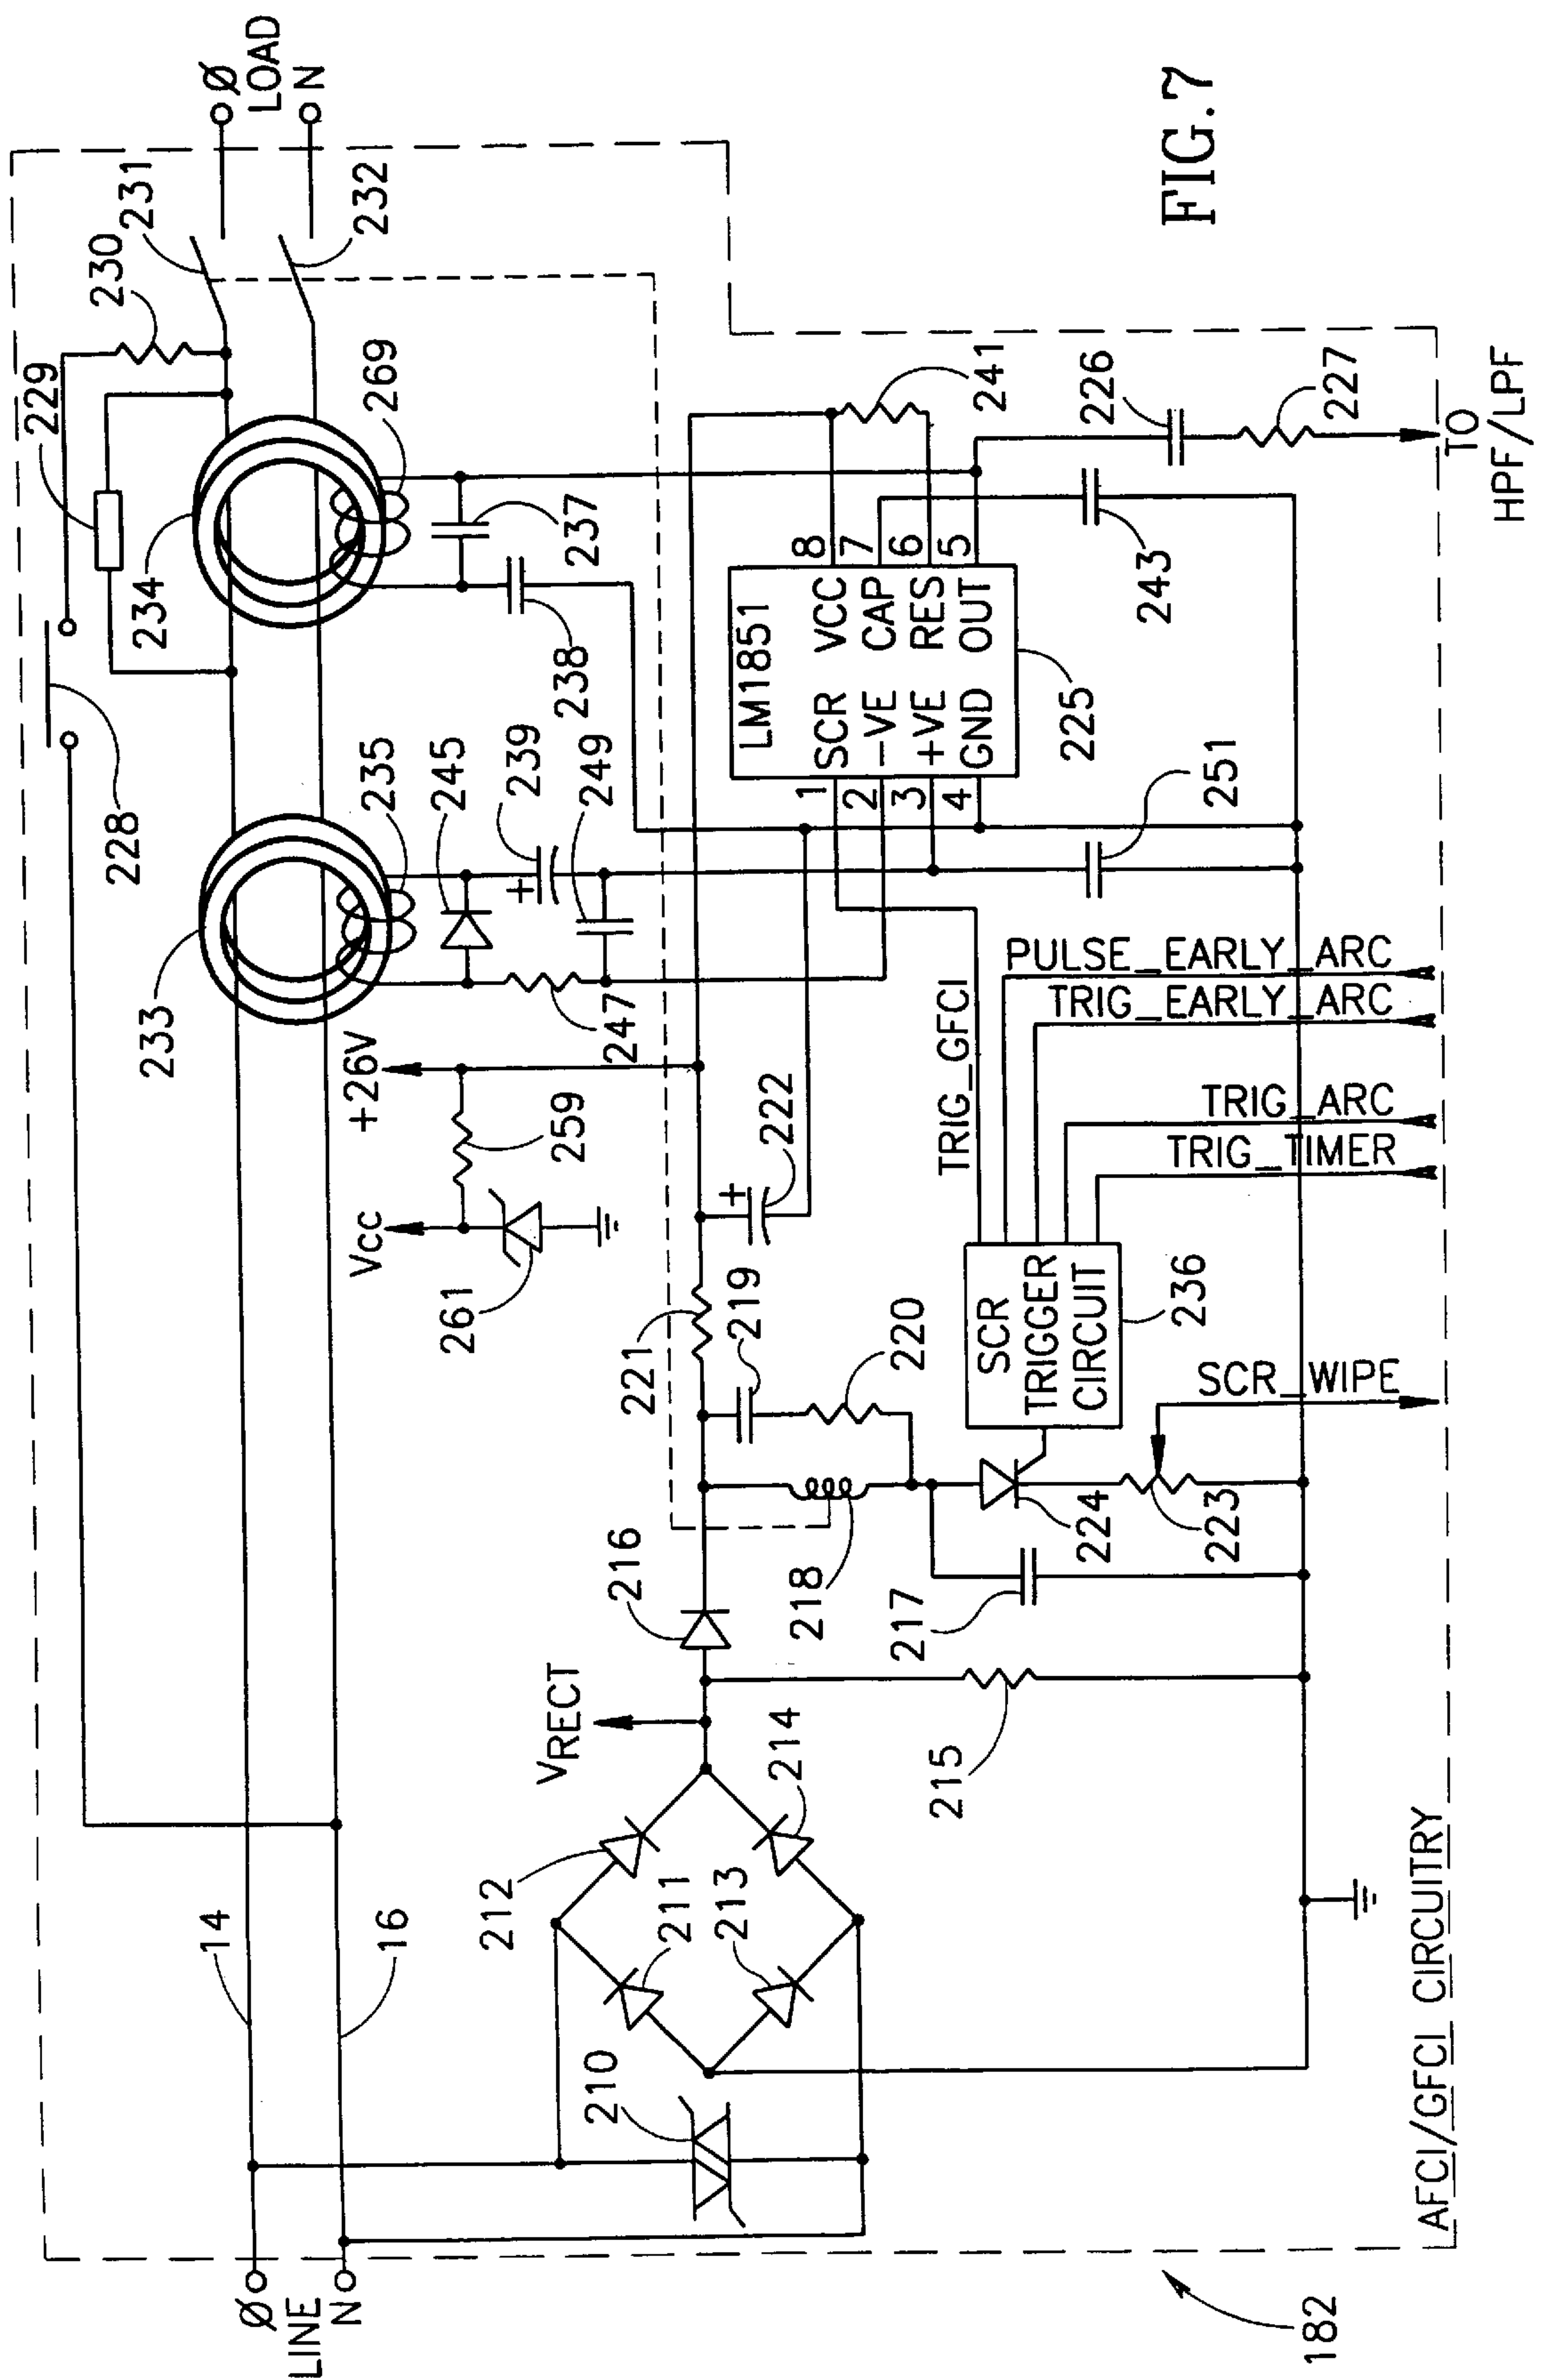 Ø
LINE
N
14
16
228
229
230
231
232
Ø
LOAD
N
233
234
235
269
VCC
+26V
245
239
249
247
237
238
259
261
212
211
213
214
210
VRECT
216
221
219
222
220
218
217
215
224
223
LM1851
SCR VCC
-VE CAP
+VE RES
GND OUT
1
2
3
4
8
7
6
5
225
241
TRIG_GFCI
SCR
TRIGGER
CIRCUIT
236
251
243
226
227
SCR_WIPE
TRIG_TIMER
TRIG_ARC
TRIG_EARLY_ARC
PULSE_EARLY_ARC
TO
HPF/LPF
AFCI/GFCI CIRCUITRY
182
FIG.7